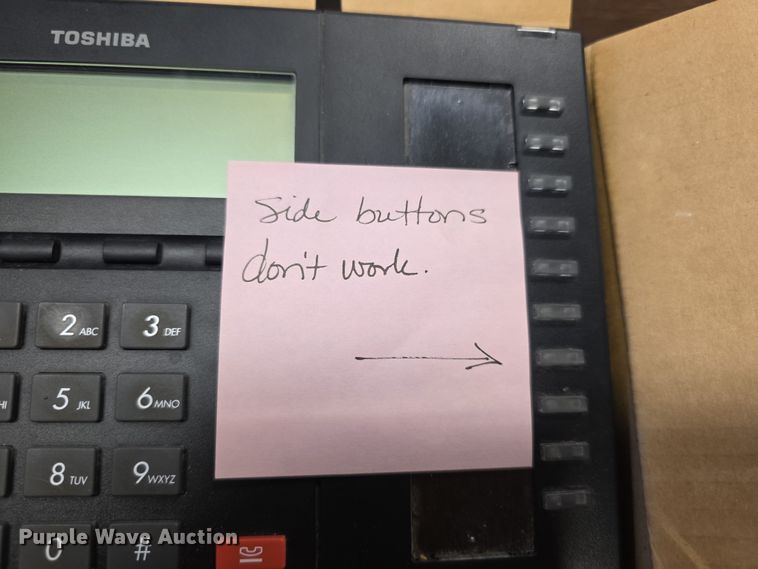 TOSHIBA
Side buttons
don't work.
2 ABC
3 DEF
5 JKL
6 MNO
8 TUV
9 WXYZ
0
#
Purple Wave Auction